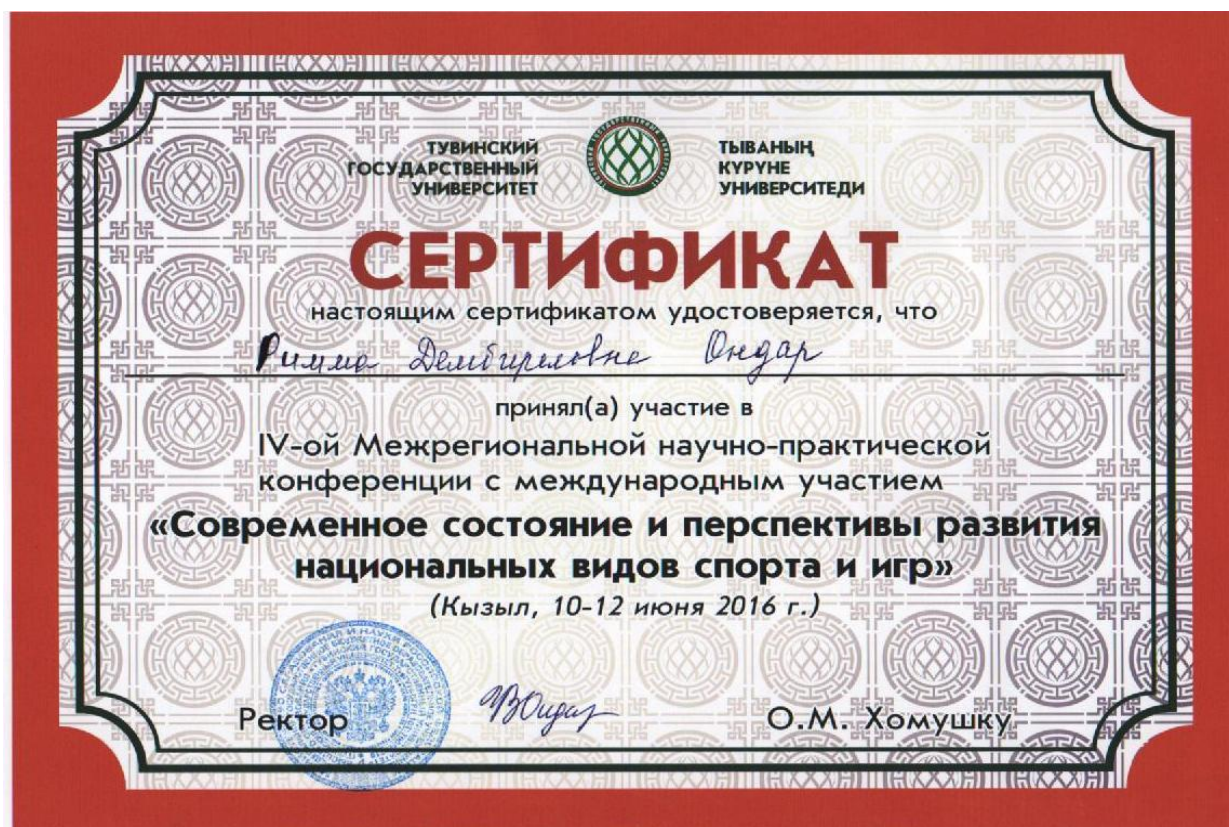 ТУВИНСКИЙ
ГОСУДАРСТВЕННЫЙ
УНИВЕРСИТЕТ
ТЫВАНЫҢ
КҮРҮНЕ
УНИВЕРСИТЕДИ
СЕРТИФИКАТ
настоящим сертификатом удостоверяется, что
Римма Дембиреловна Ондар
принял(а) участие в
IV-ой Межрегиональной научно-практической
конференции с международным участием
«Современное состояние и перспективы развития
национальных видов спорта и игр»
(Кызыл, 10-12 июня 2016 г.)
Ректор
О.М. Хомушку